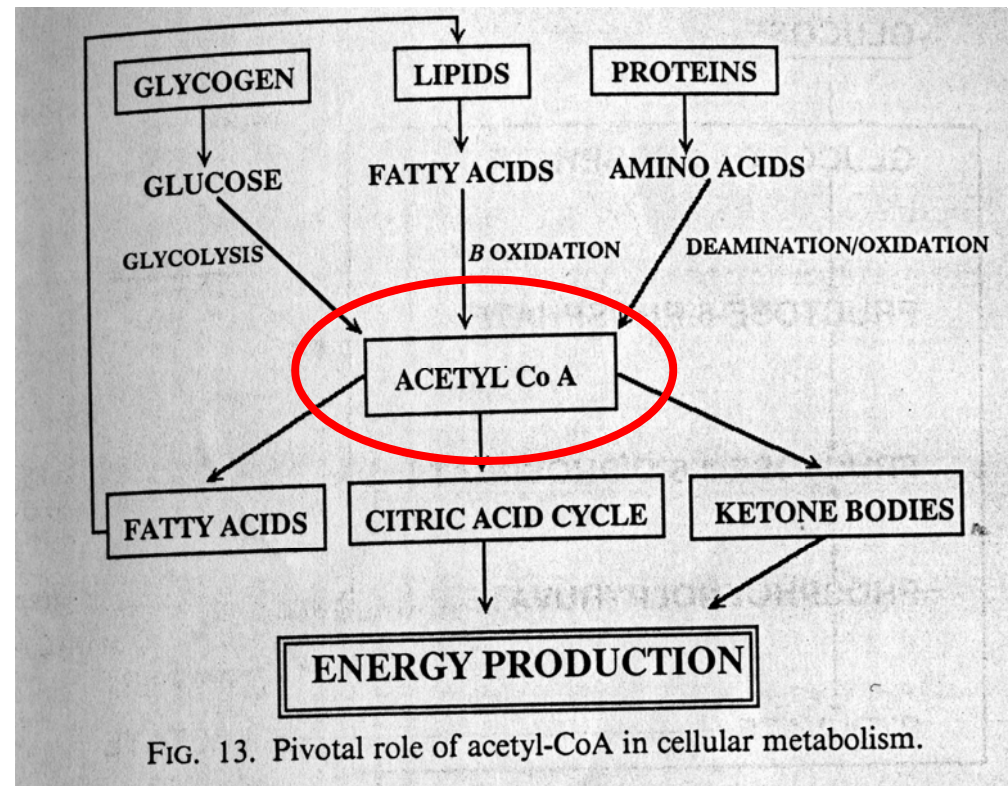 GLYCOGEN
LIPIDS
PROTEINS
GLUCOSE
FATTY ACIDS
AMINO ACIDS
GLYCOLYSIS
B OXIDATION
DEAMINATION/OXIDATION
ACETYL Co A
FATTY ACIDS
CITRIC ACID CYCLE
KETONE BODIES
ENERGY PRODUCTION
FIG. 13. Pivotal role of acetyl-CoA in cellular metabolism.